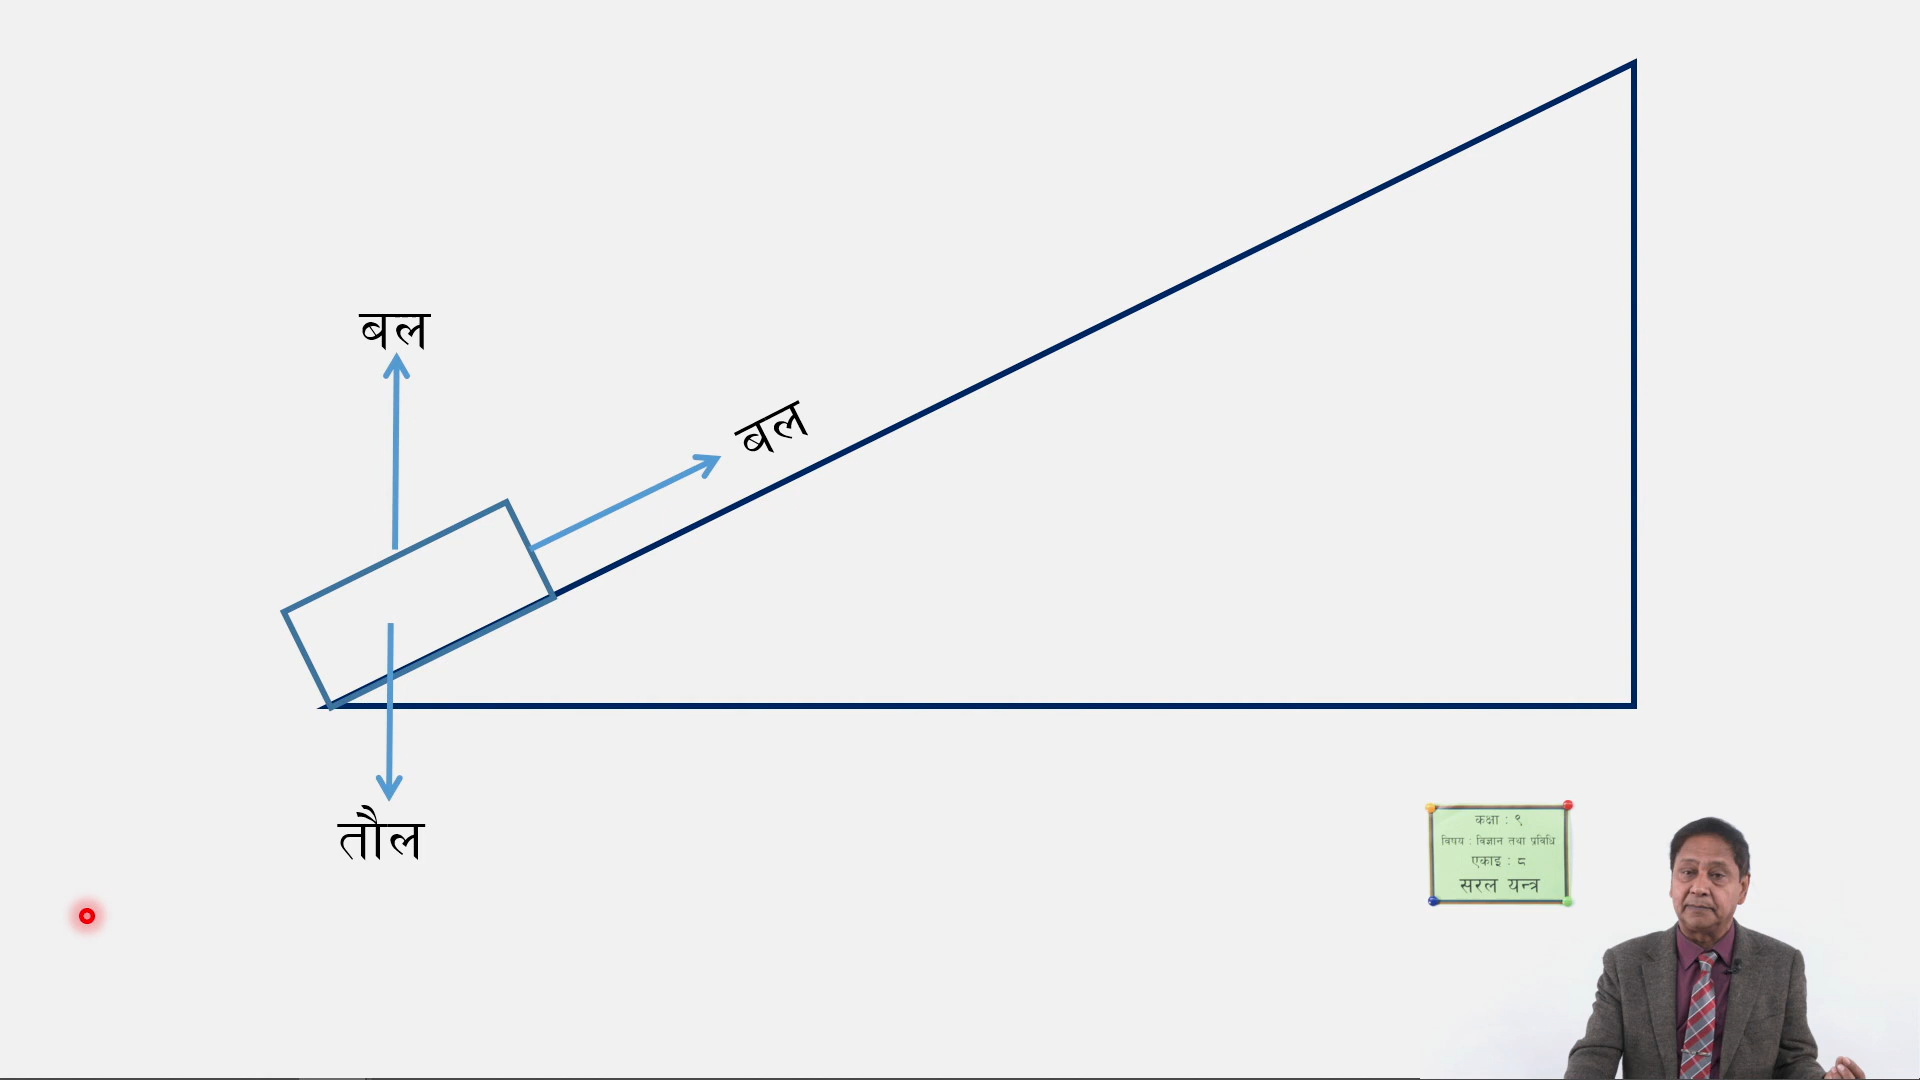 बल
बल
तौल
कक्षा : ९
विषय : विज्ञान तथा प्रविधि
एकाइ : ८
सरल यन्त्र